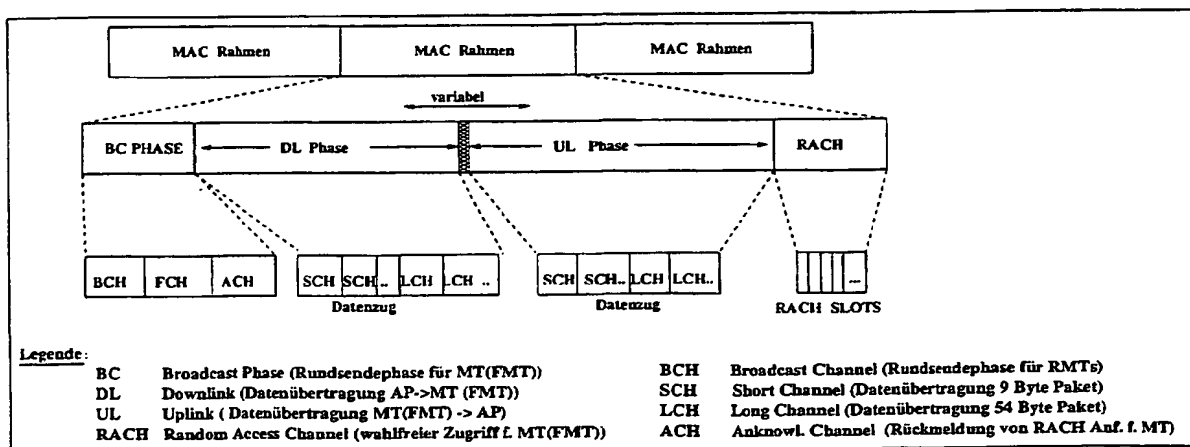 MAC Rahmen MAC Rahmen MAC Rahmen
variabel
BC PHASE DL Phase UL Phase RACH
BCH FCH ACH SCH SCH .. LCH LCH .. SCH SCH.. LCH LCH.. ...
Datenzug Datenzug RACH SLOTS
Legende:
BC Broadcast Phase (Rundsendephase für MT(FMT)) BCH Broadcast Channel (Rundsendephase für RMTs)
DL Downlink (Datenübertragung AP->MT (FMT)) SCH Short Channel (Datenübertragung 9 Byte Paket)
UL Uplink ( Datenübertragung MT(FMT) -> AP) LCH Long Channel (Datenübertragung 54 Byte Paket)
RACH Random Access Channel (wahlfreier Zugriff f. MT(FMT)) ACH Anknowl. Channel (Rückmeldung von RACH Anf. f. MT)